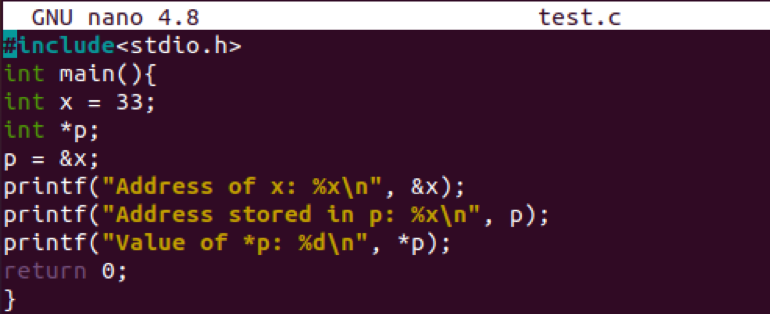 GNU nano 4.8 test.c
#include<stdio.h>
int main(){
int x = 33;
int *p;
p = &x;
printf("Address of x: %x\n", &x);
printf("Address stored in p: %x\n", p);
printf("Value of *p: %d\n", *p);
return 0;
}